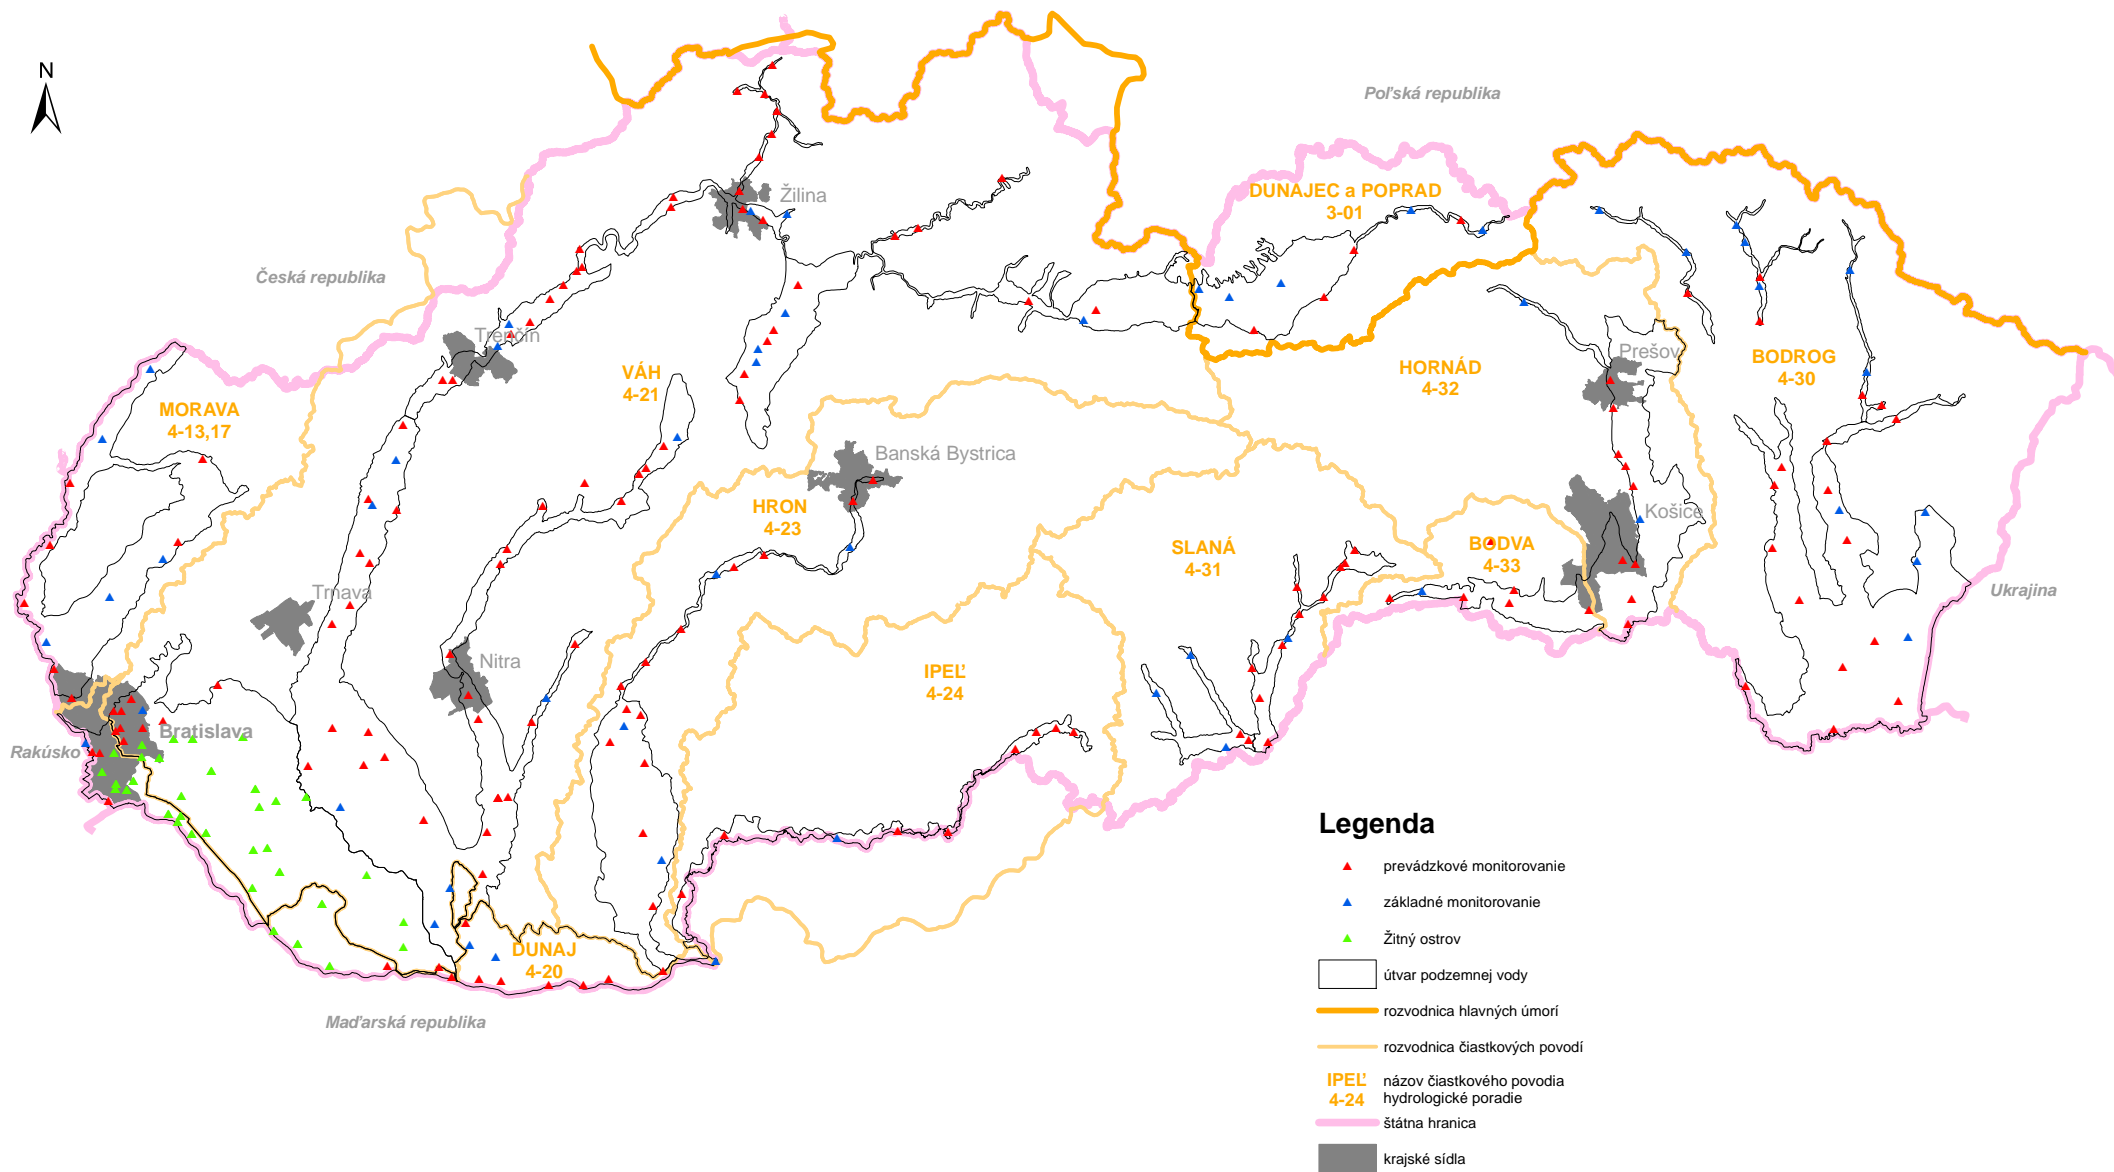 N
Poľská republika
DUNAJEC a POPRAD
3-01
Žilina
Česká republika
Trenčín
Prešov
BODROG
4-30
VÁH
4-21
HORNÁD
4-32
MORAVA
4-13,17
Banská Bystrica
HRON
4-23
Košice
SLANÁ
4-31
BODVA
4-33
Trnava
Ukrajina
Nitra
IPEĽ
4-24
Bratislava
Rakúsko
DUNAJ
4-20
Maďarská republika
Legenda
prevádzkové monitorovanie
základné monitorovanie
Žitný ostrov
útvar podzemnej vody
rozvodnica hlavných úmorí
rozvodnica čiastkových povodí
IPEĽ názov čiastkového povodia
4-24 hydrologické poradie
štátna hranica
krajské sídla